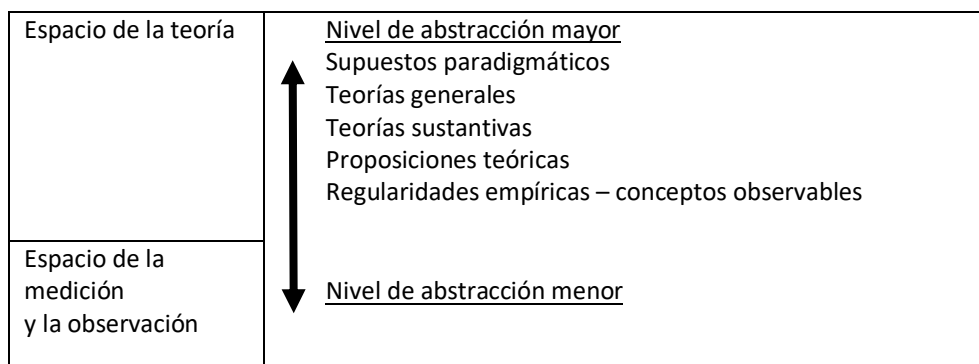 Espacio de la teoría
Nivel de abstracción mayor
Supuestos paradigmáticos
Teorías generales
Teorías sustantivas
Proposiciones teóricas
Regularidades empíricas – conceptos observables
Espacio de la
medición
y la observación
Nivel de abstracción menor